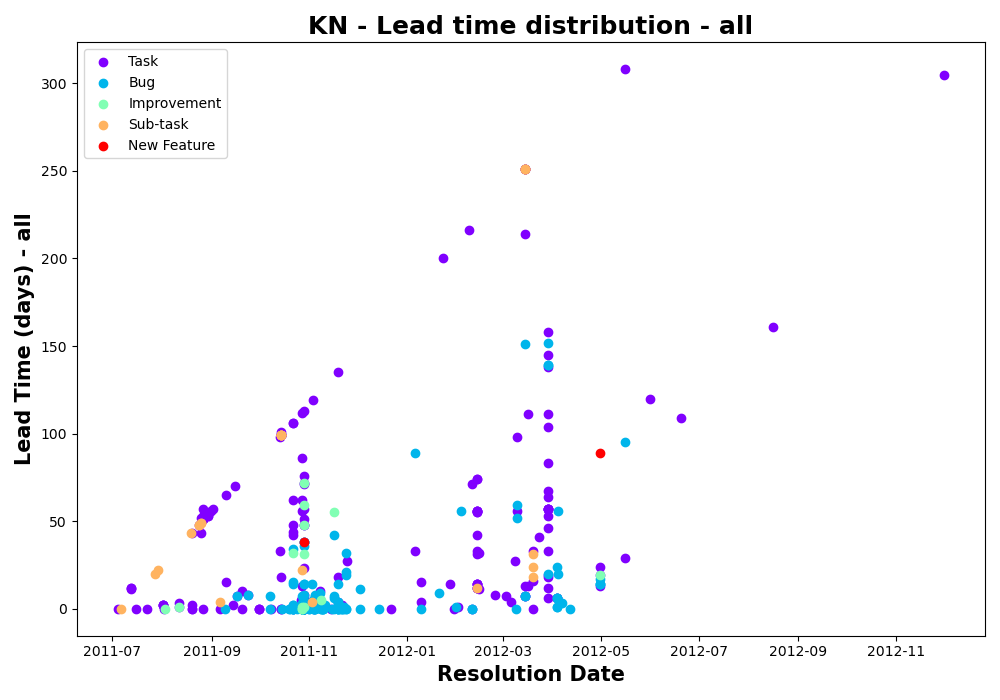 KN - Lead time distribution - all
Task
Bug
Improvement
Sub-task
New Feature
Lead Time (days) - all
300
250
200
150
100
50
0
2011-07 2011-09 2011-11 2012-01 2012-03 2012-05 2012-07 2012-09 2012-11
Resolution Date